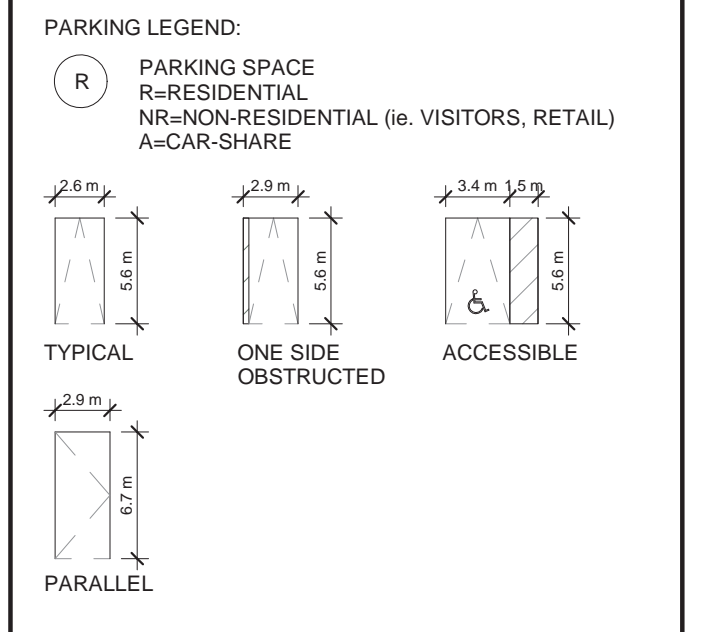 PARKING LEGEND:
R
PARKING SPACE
R=RESIDENTIAL
NR=NON-RESIDENTIAL (ie. VISITORS, RETAIL)
A=CAR-SHARE
2.6 m
5.6 m
TYPICAL
2.9 m
5.6 m
ONE SIDE
OBSTRUCTED
3.4 m 1.5 m
5.6 m
ACCESSIBLE
2.9 m
6.7 m
PARALLEL